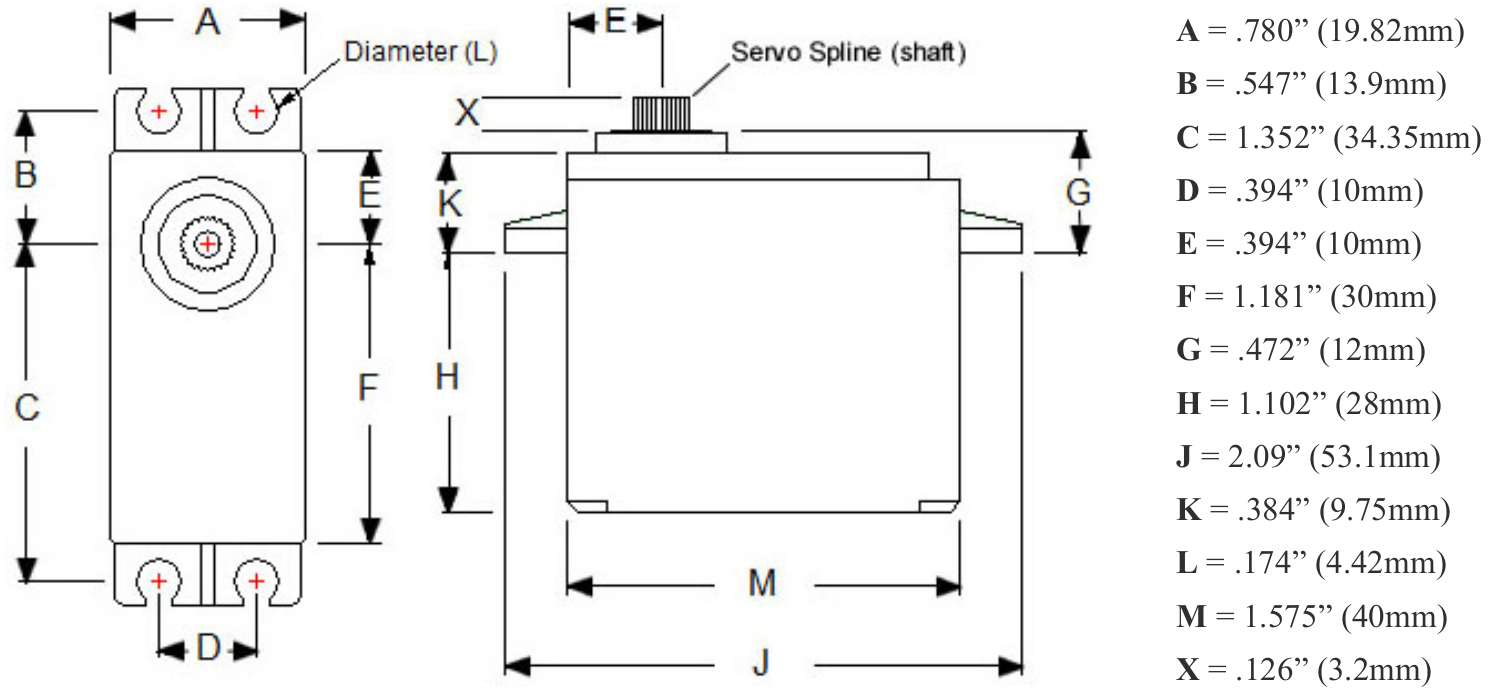 A
E
Diameter (L)
Servo Spline (shaft)
X
B
E
K
G
C
F
H
D
M
J
A = .780” (19.82mm)
B = .547” (13.9mm)
C = 1.352” (34.35mm)
D = .394” (10mm)
E = .394” (10mm)
F = 1.181” (30mm)
G = .472” (12mm)
H = 1.102” (28mm)
J = 2.09” (53.1mm)
K = .384” (9.75mm)
L = .174” (4.42mm)
M = 1.575” (40mm)
X = .126” (3.2mm)